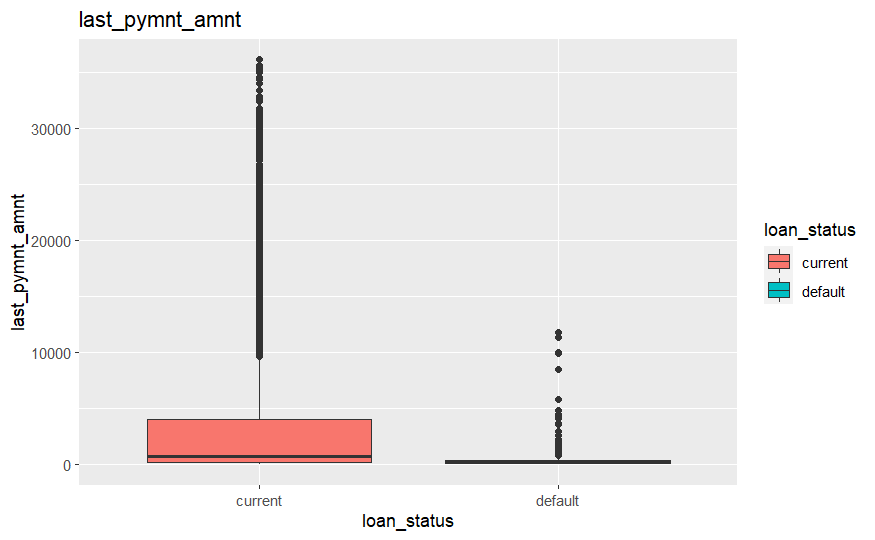 last_pymnt_amnt
last_pymnt_amnt
30000
20000
10000
0
current
default
loan_status
loan_status
current
default